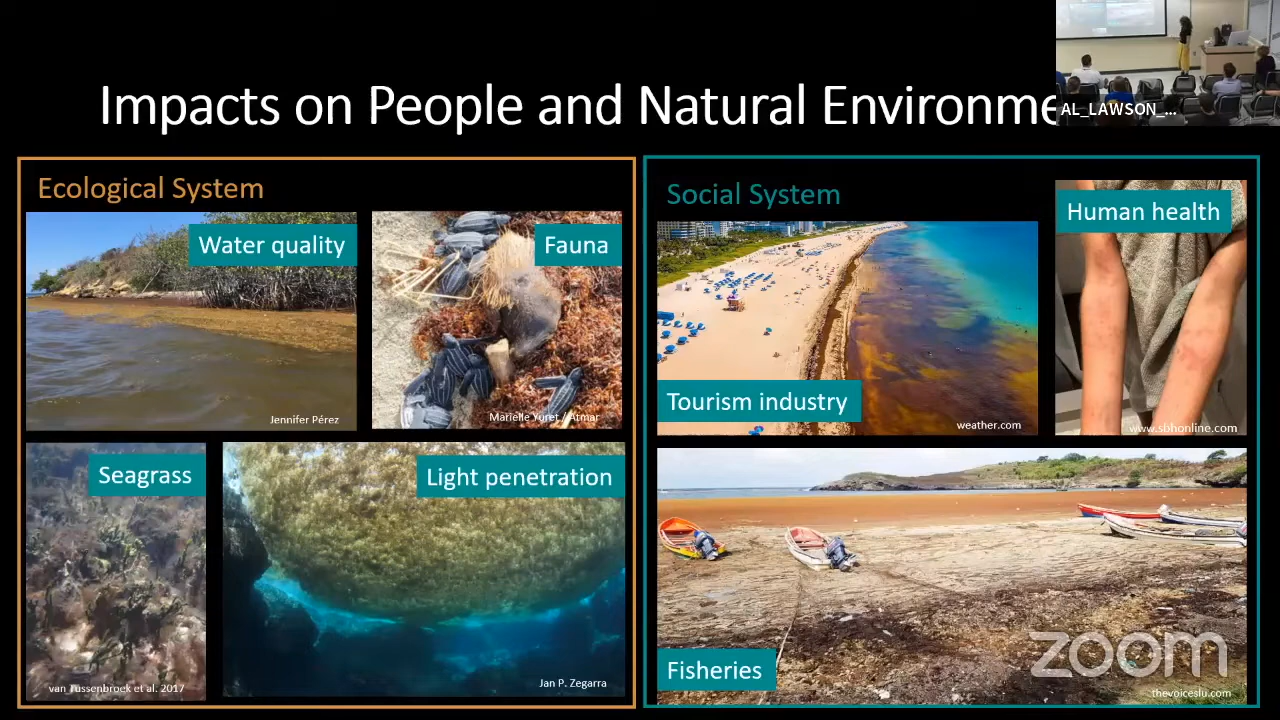 Impacts on People and Natural Environme
AL_LAWSON_...
Ecological System
Water quality
Jennifer Pérez
Fauna
Marielle Yuret / Atmar
Seagrass
van Tussenbroek et al. 2017
Light penetration
Jan P. Zegarra
Social System
Tourism industry
weather.com
Human health
www.sbhonline.com
Fisheries
zoom
thevoiceslu.com